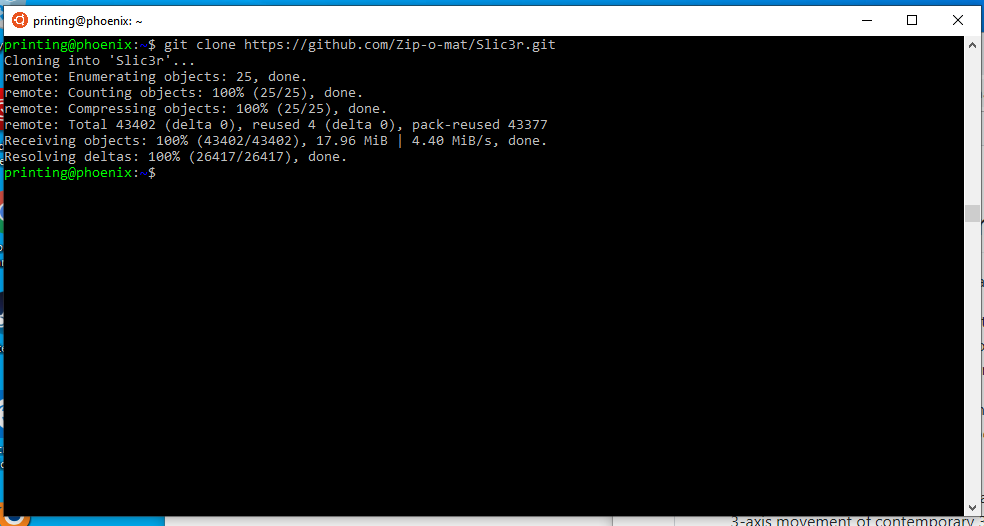 printing@phoenix: ~
printing@phoenix:~$ git clone https://github.com/Zip-o-mat/Slic3r.git
Cloning into 'Slic3r'...
remote: Enumerating objects: 25, done.
remote: Counting objects: 100% (25/25), done.
remote: Compressing objects: 100% (25/25), done.
remote: Total 43402 (delta 0), reused 4 (delta 0), pack-reused 43377
Receiving objects: 100% (43402/43402), 17.96 MiB | 4.40 MiB/s, done.
Resolving deltas: 100% (26417/26417), done.
printing@phoenix:~$
3-axis movement of contemporary